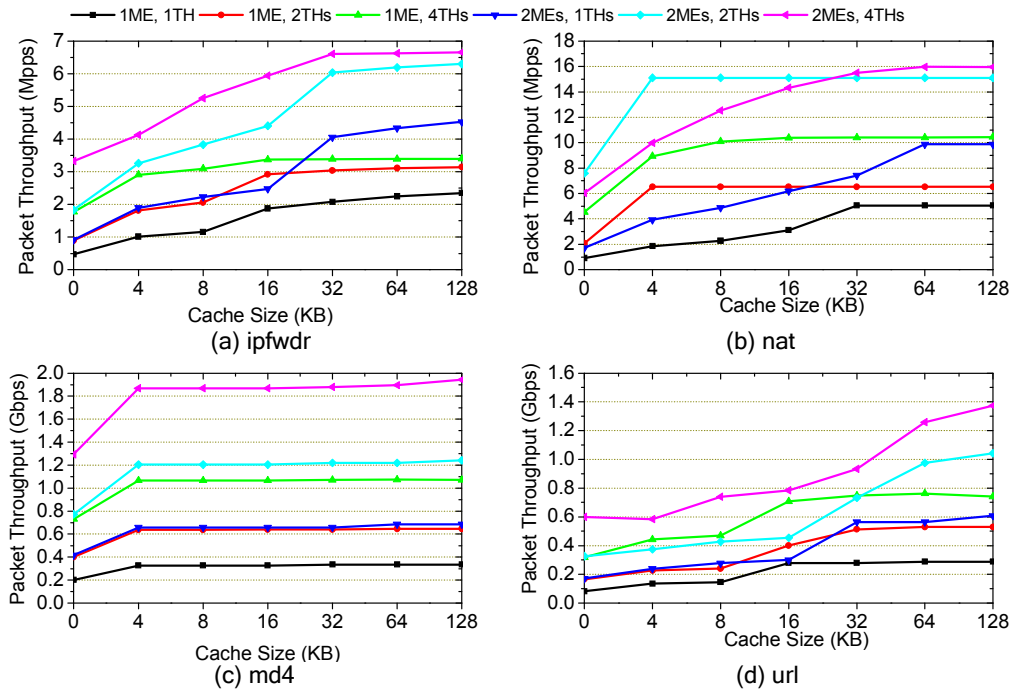 1ME, 1TH 1ME, 2THs 1ME, 4THs 2MEs, 1THs 2MEs, 2THs 2MEs, 4THs
Packet Throughput (Mpps)
7
6
5
4
3
2
1
0
0 4 8 16 32 64 128
Cache Size (KB)
(a) ipfwdr
Packet Throughput (Mpps)
18
16
14
12
10
8
6
4
2
0
0 4 8 16 32 64 128
Cache Size (KB)
(b) nat
Packet Throughput (Gbps)
2.0
1.8
1.6
1.4
1.2
1.0
0.8
0.6
0.4
0.2
0.0
0 4 8 16 32 64 128
Cache Size (KB)
(c) md4
Packet Throughput (Gbps)
1.6
1.4
1.2
1.0
0.8
0.6
0.4
0.2
0.0
0 4 8 16 32 64 128
Cache Size (KB)
(d) url